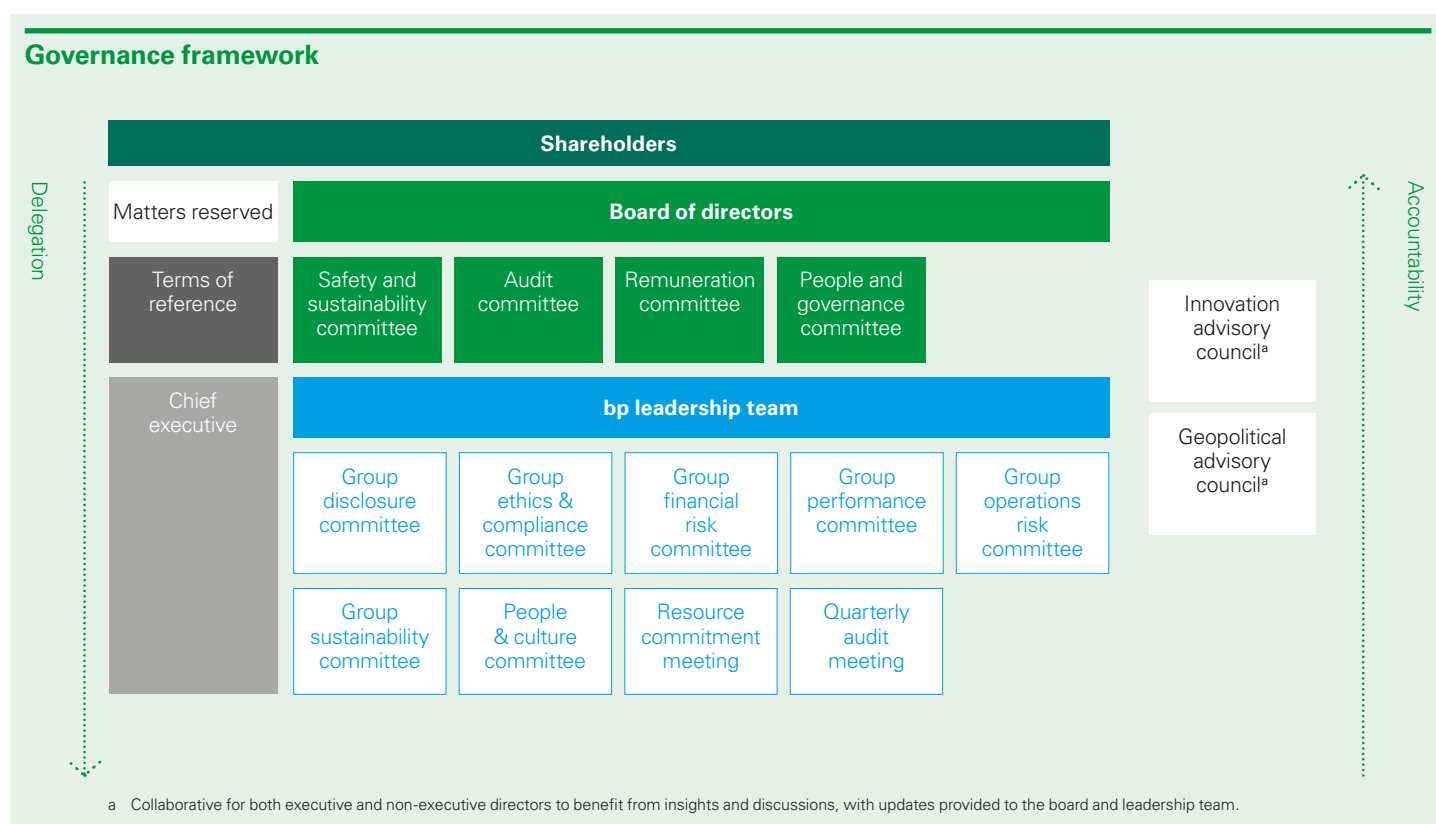 Governance framework
Shareholders
Delegation
Accountability
Matters reserved
Board of directors
Terms of
reference
Safety and
sustainability
committee
Audit
committee
Remuneration
committee
People and
governance
committee
Innovation
advisory
councilᵃ
Chief
executive
bp leadership team
Geopolitical
advisory
councilᵃ
Group
disclosure
committee
Group
ethics &
compliance
committee
Group
financial
risk
committee
Group
performance
committee
Group
operations
risk
committee
Group
sustainability
committee
People
& culture
committee
Resource
commitment
meeting
Quarterly
audit
meeting
a Collaborative for both executive and non-executive directors to benefit from insights and discussions, with updates provided to the board and leadership team.